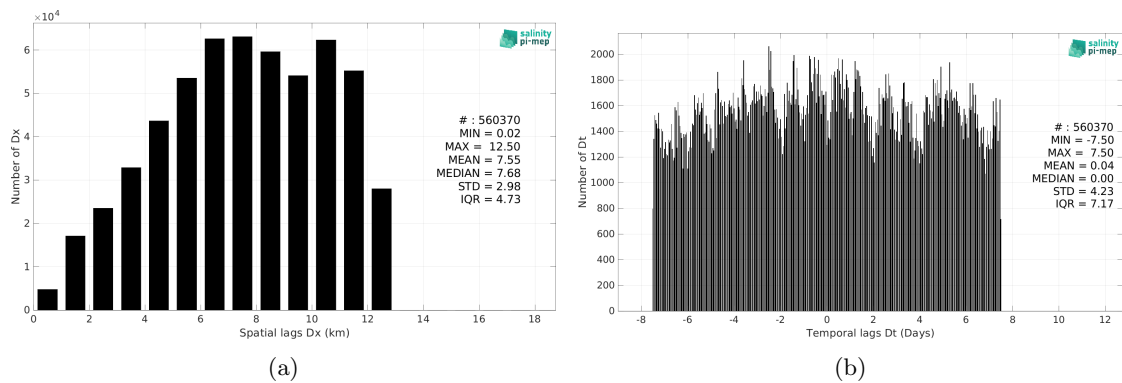 ×10⁴
salinity
pi-mep
6
5
4
3
2
1
0
Number of Dx
# : 560370
MIN = 0.02
MAX = 12.50
MEAN = 7.55
MEDIAN = 7.68
STD = 2.98
IQR = 4.73
0 2 4 6 8 10 12 14 16 18
Spatial lags Dx (km)
(a)
salinity
pi-mep
2000
1800
1600
1400
1200
1000
800
600
400
200
0
Number of Dt
# : 560370
MIN = -7.50
MAX = 7.50
MEAN = 0.04
MEDIAN = 0.00
STD = 4.23
IQR = 7.17
-8 -6 -4 -2 0 2 4 6 8 10 12
Temporal lags Dt (Days)
(b)